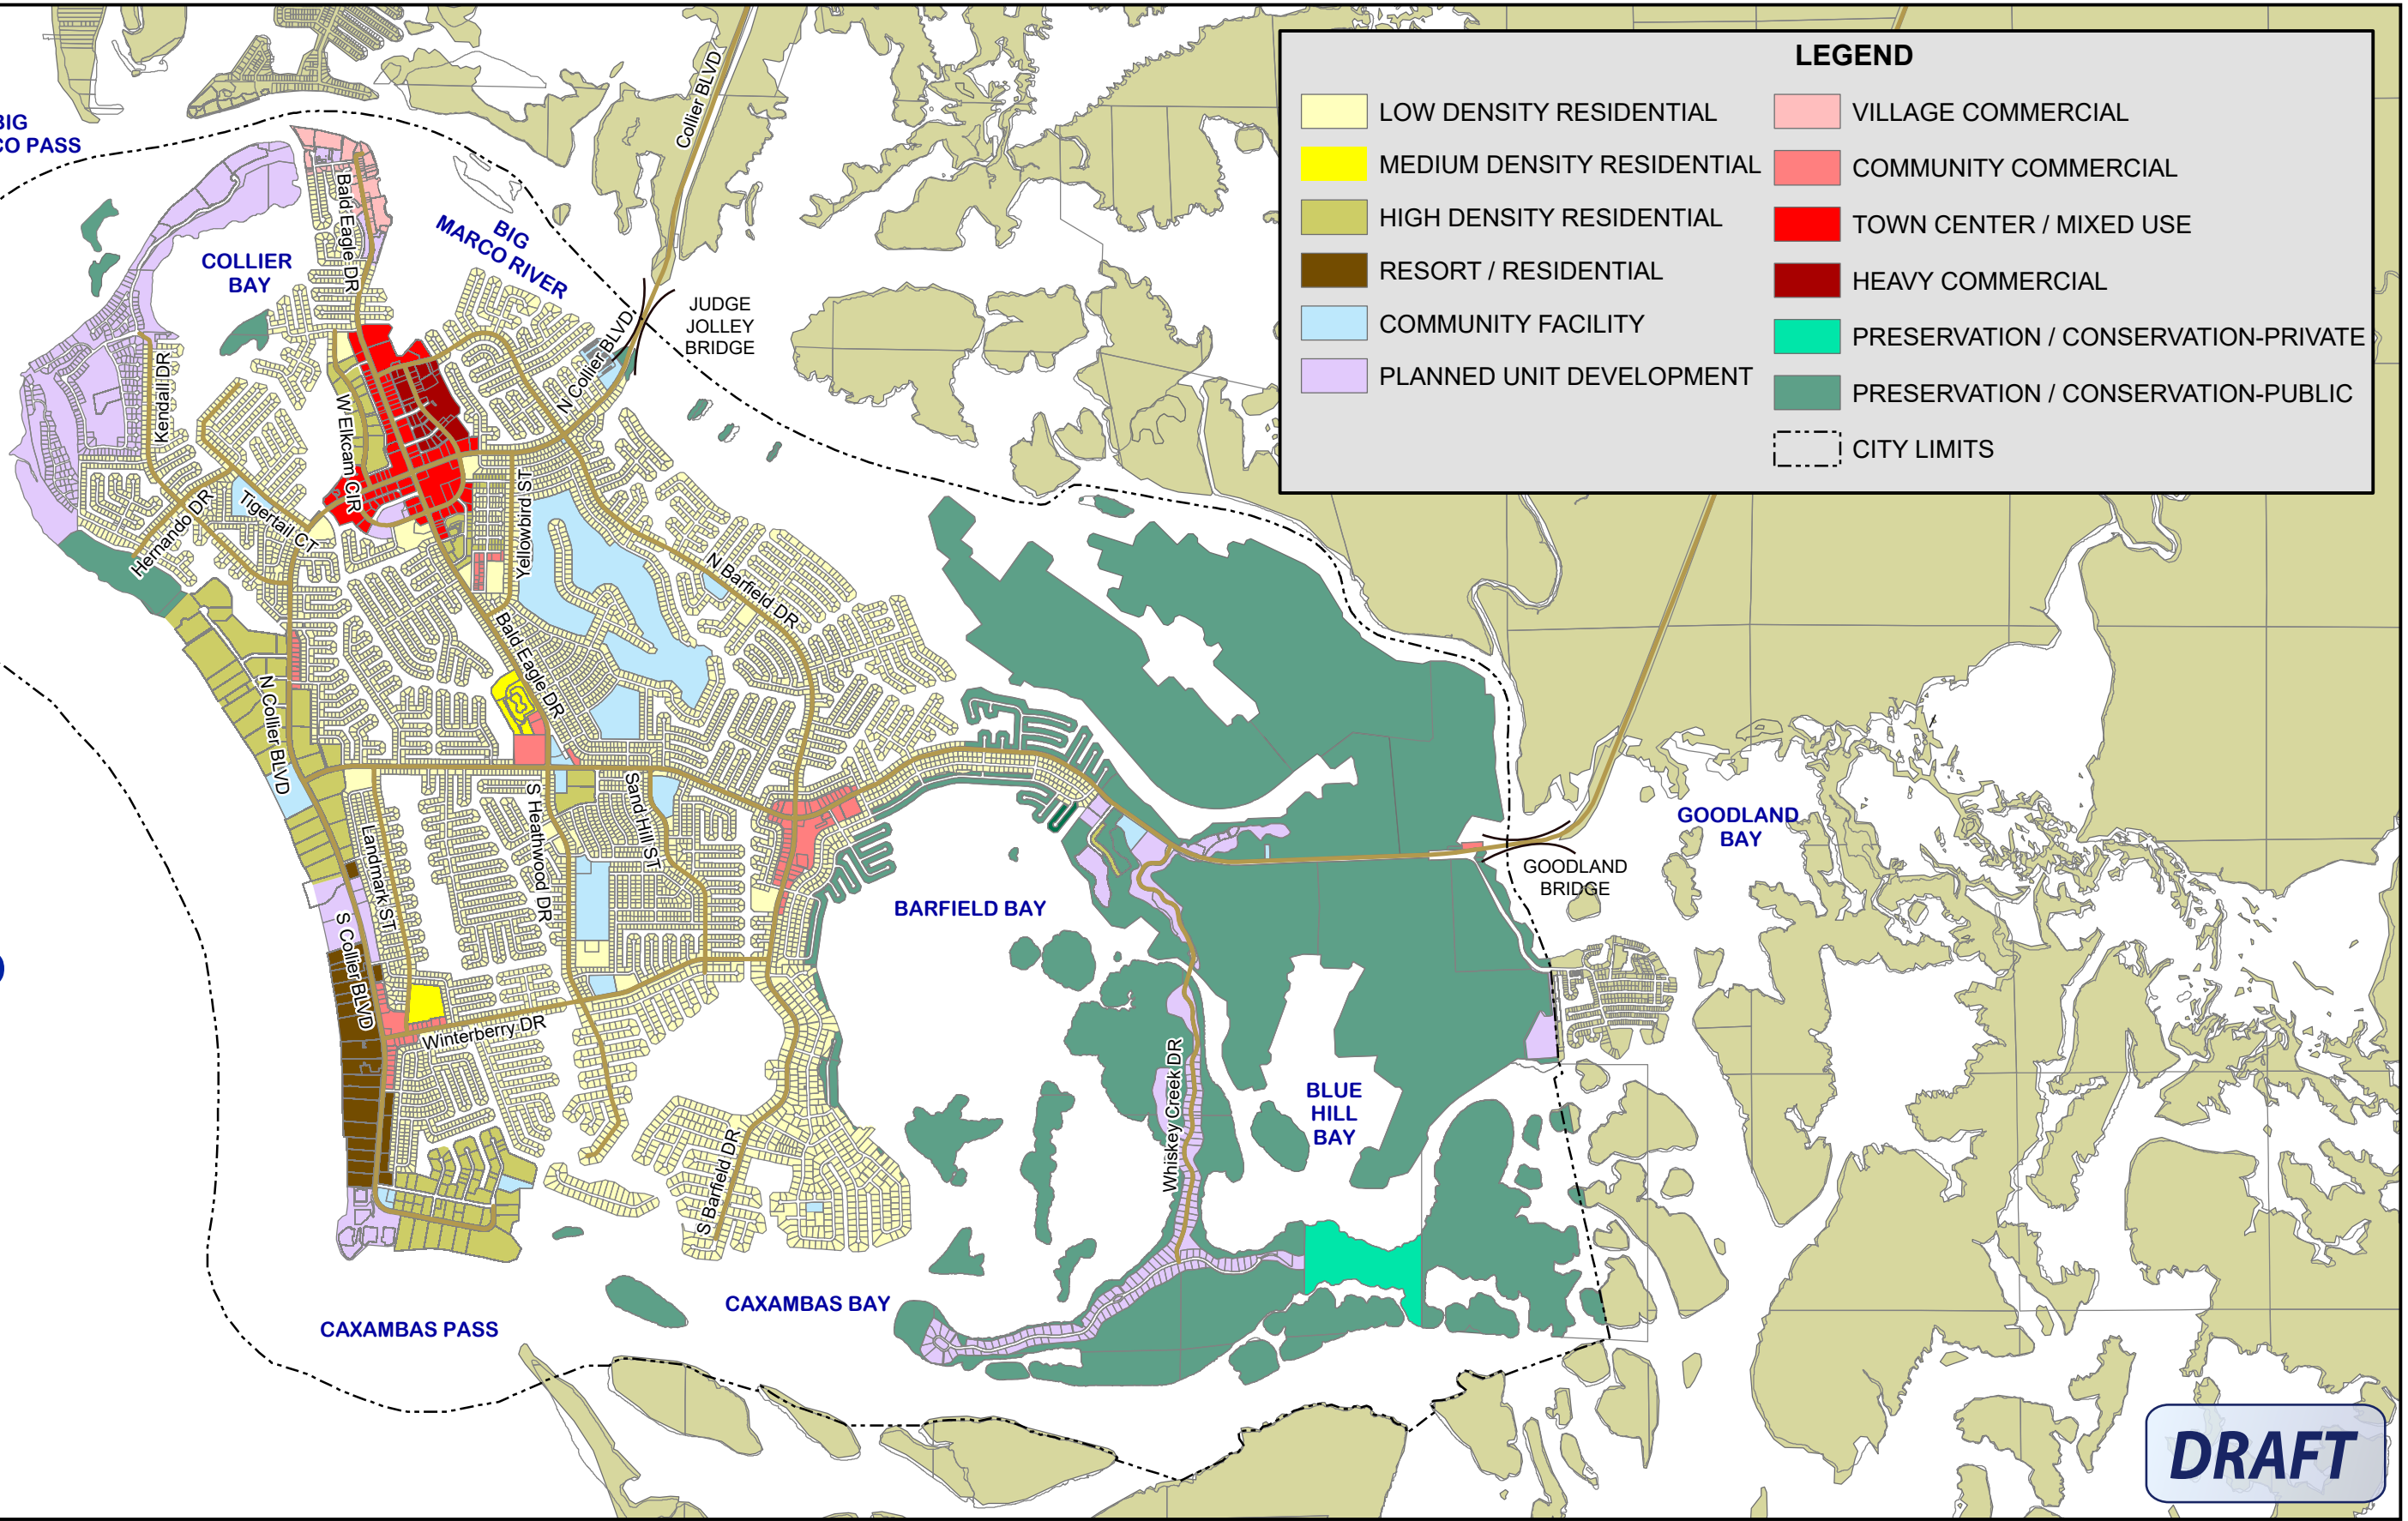 LEGEND
LOW DENSITY RESIDENTIAL
MEDIUM DENSITY RESIDENTIAL
HIGH DENSITY RESIDENTIAL
RESORT / RESIDENTIAL
COMMUNITY FACILITY
PLANNED UNIT DEVELOPMENT
VILLAGE COMMERCIAL
COMMUNITY COMMERCIAL
TOWN CENTER / MIXED USE
HEAVY COMMERCIAL
PRESERVATION / CONSERVATION-PRIVATE
PRESERVATION / CONSERVATION-PUBLIC
CITY LIMITS
Collier BLVD
BIG
CO PASS
Bald Eagle DR
BIG
MARCO RIVER
COLLIER
BAY
JUDGE
JOLLEY
BRIDGE
N Collier BLVD
Kendall DR
W Elkcam CIR
Yellowbird ST
Tigertail CT
Hernando DR
N Barfield DR
Bald Eagle DR
N Collier BLVD
S Heathwood DR
Sand Hill ST
Landmark ST
S Collier BLVD
Winterberry DR
S Barfield DR
BARFIELD BAY
GOODLAND
BAY
GOODLAND
BRIDGE
Whiskey Creek DR
BLUE
HILL
BAY
CAXAMBAS BAY
CAXAMBAS PASS
DRAFT